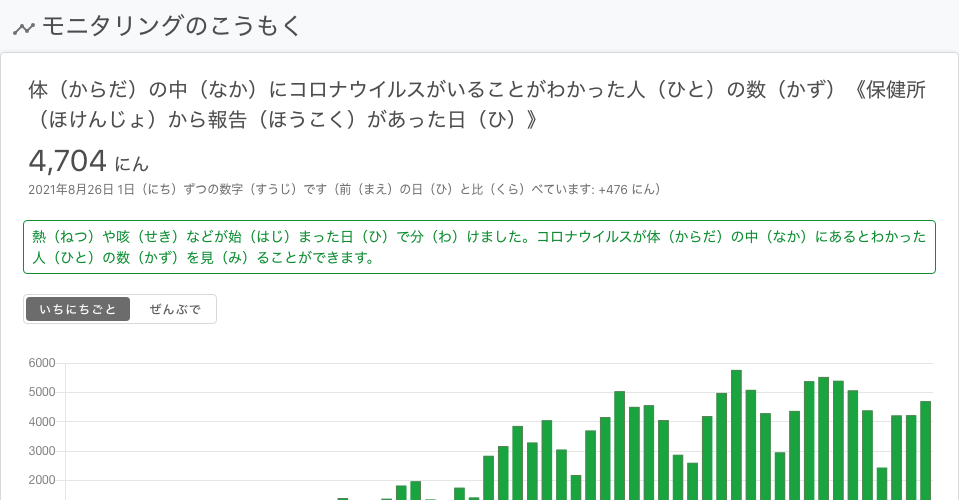 モニタリングのこうもく
体（からだ）の中（なか）にコロナウイルスがいることがわかった人（ひと）の数（かず）《保健所
（ほけんじょ）から報告（ほうこく）があった日（ひ）》
4,704 にん
2021年8月26日 1日（にち）ずつの数字（すうじ）です（前（まえ）の日（ひ）と比（くら）べています: +476 にん）
熱（ねつ）や咳（せき）などが始（はじ）まった日（ひ）で分（わ）けました。コロナウイルスが体（からだ）の中（なか）にあるとわかった
人（ひと）の数（かず）を見（み）ることができます。
いちにちごと ぜんぶで
6000
5000
4000
3000
2000